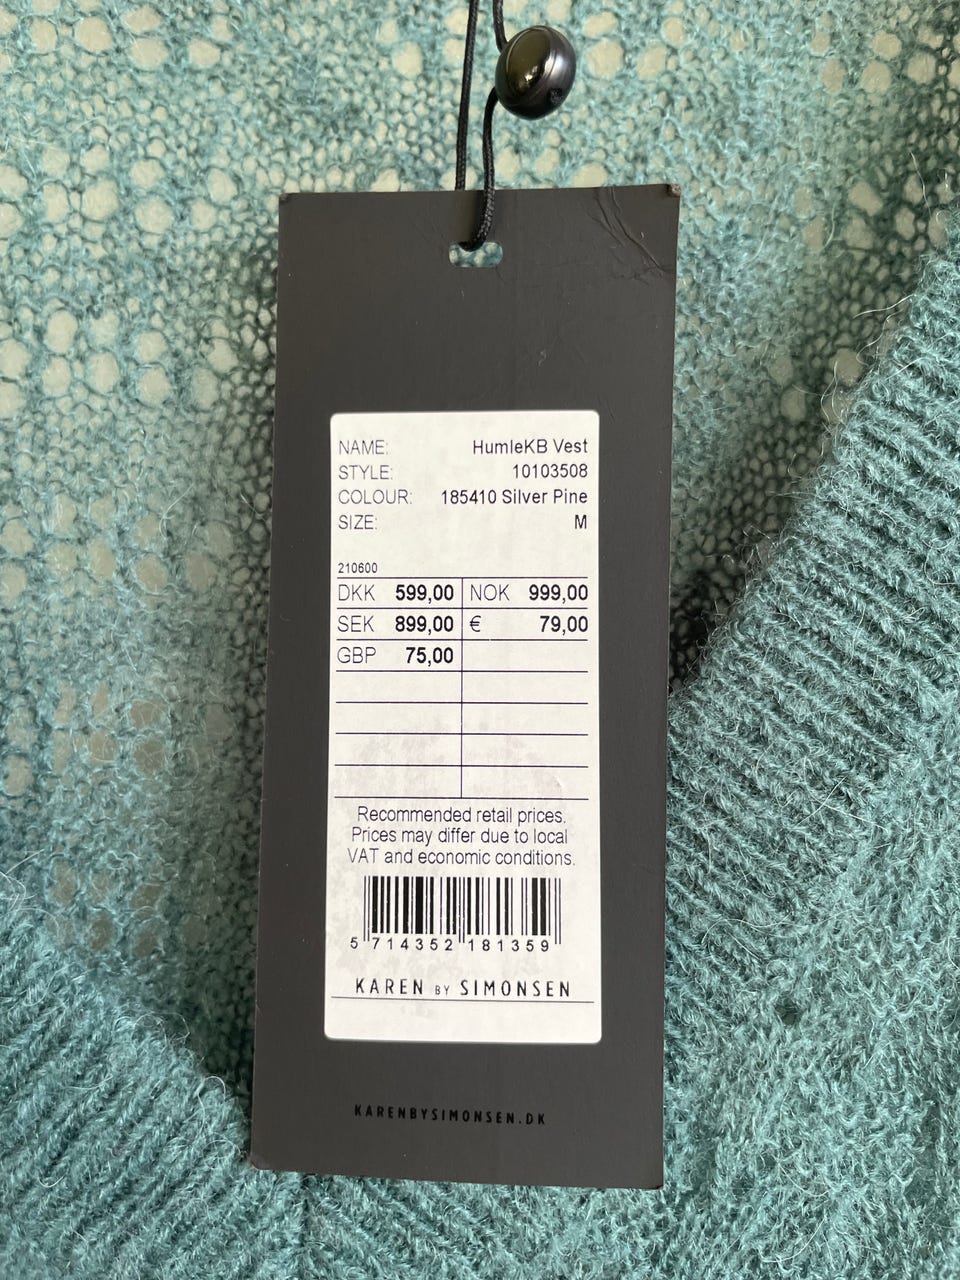 NAME: HumleKB Vest
STYLE: 10103508
COLOUR: 185410 Silver Pine
SIZE: M
210600
DKK 599,00 NOK 999,00
SEK 899,00 € 79,00
GBP 75,00
Recommended retail prices.
Prices may differ due to local
VAT and economic conditions.
5 714352 181359
KAREN BY SIMONSEN
KARENBYSIMONSEN.DK